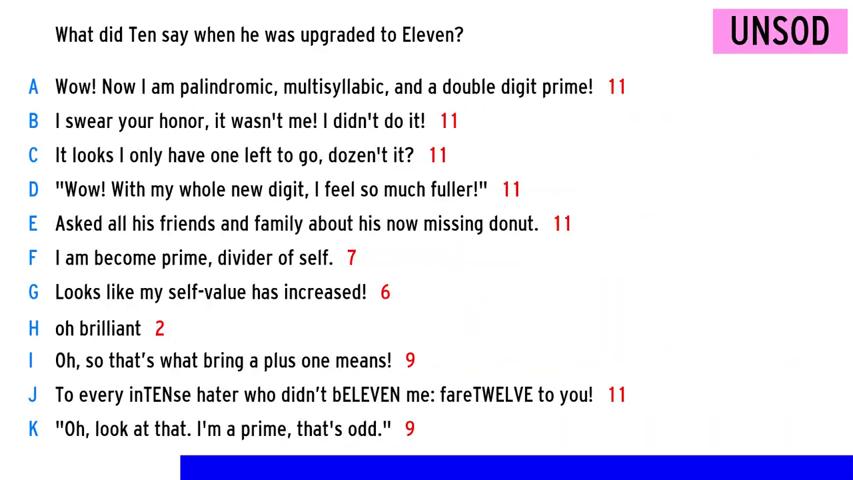 What did Ten say when he was upgraded to Eleven?
UNSOD
A Wow! Now I am palindromic, multisyllabic, and a double digit prime! 11
B I swear your honor, it wasn't me! I didn't do it! 11
C It looks I only have one left to go, dozen't it? 11
D "Wow! With my whole new digit, I feel so much fuller!" 11
E Asked all his friends and family about his now missing donut. 11
F I am become prime, divider of self. 7
G Looks like my self-value has increased! 6
H oh brilliant 2
I Oh, so that’s what bring a plus one means! 9
J To every inTENse hater who didn’t bELEVEN me: fareTWELVE to you! 11
K "Oh, look at that. I'm a prime, that's odd." 9